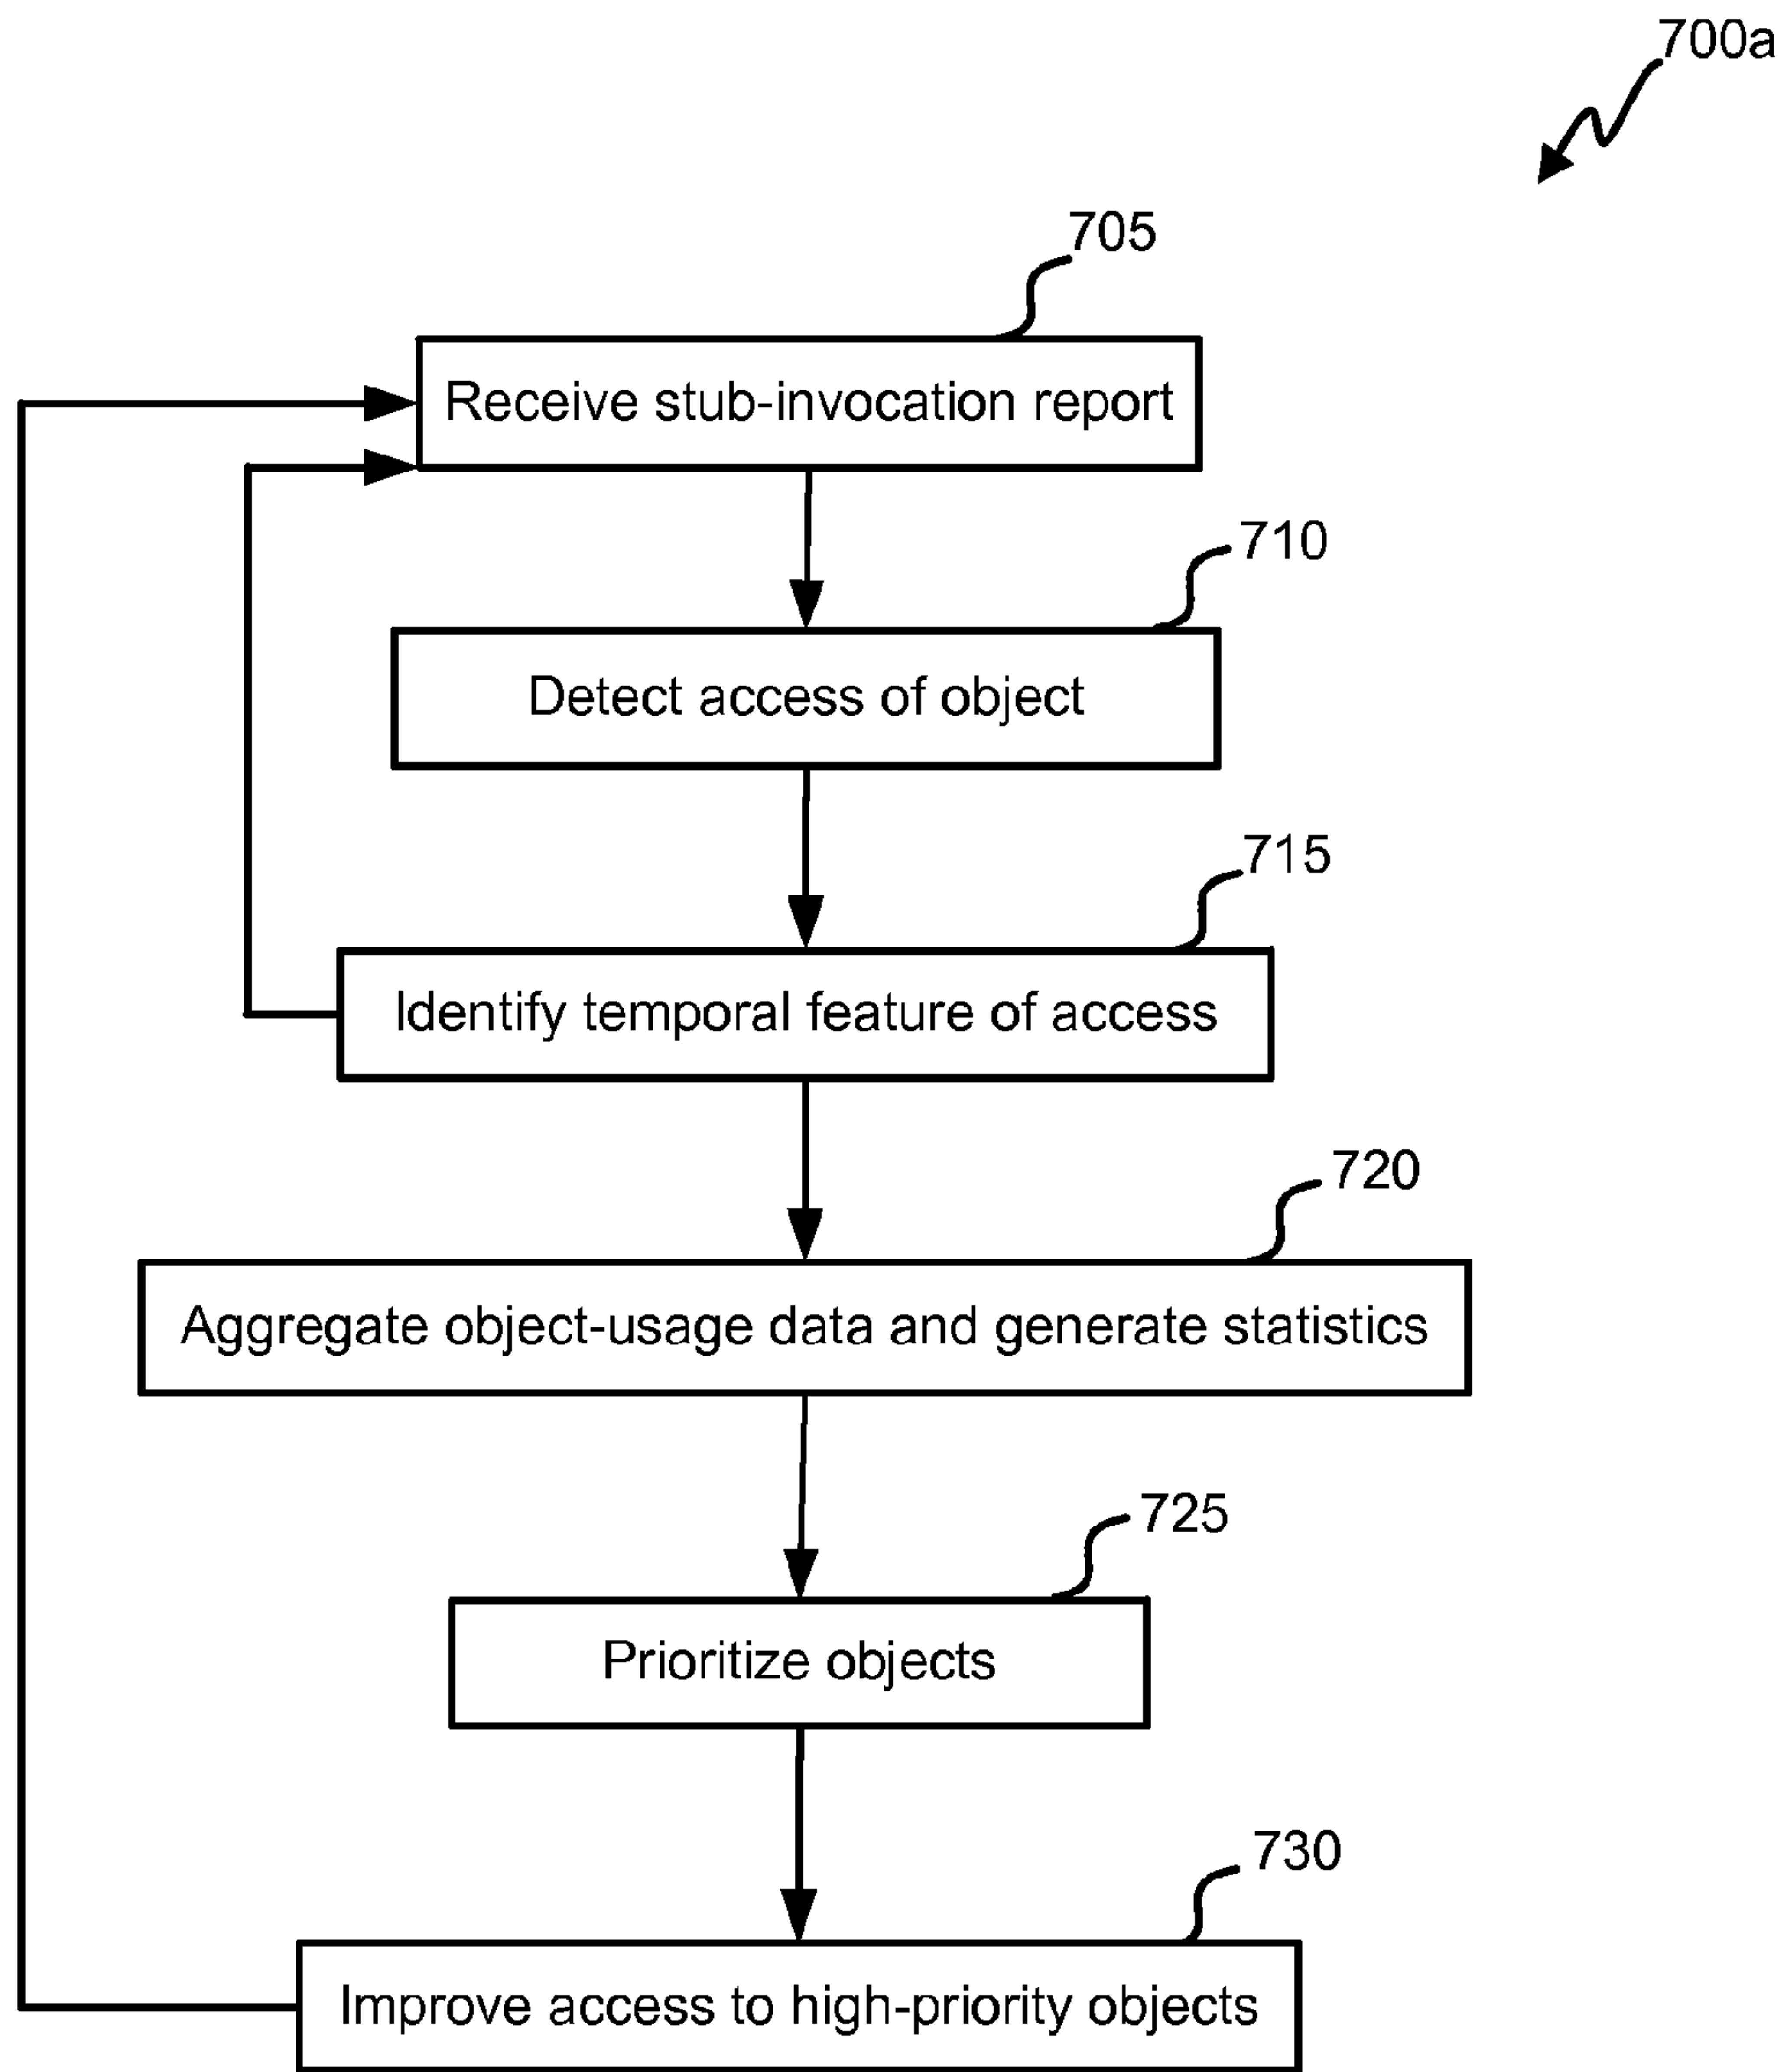 700a
705
Receive stub-invocation report
710
Detect access of object
715
Identify temporal feature of access
720
Aggregate object-usage data and generate statistics
725
Prioritize objects
730
Improve access to high-priority objects